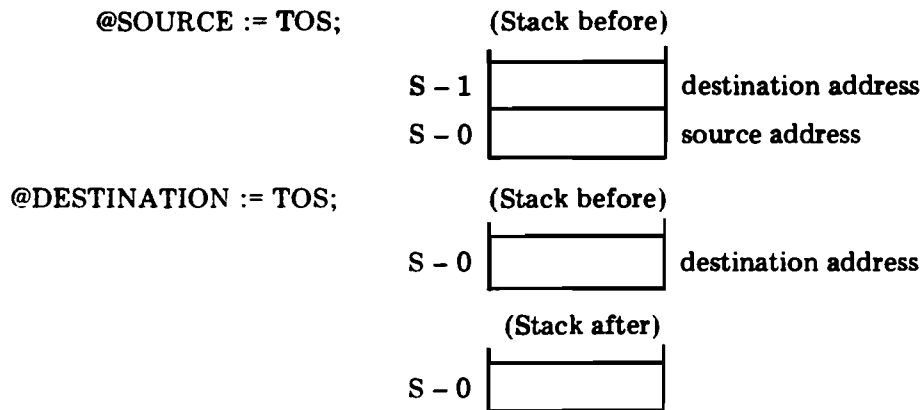 @SOURCE := TOS; (Stack before)
S – 1 destination address
S – 0 source address
@DESTINATION := TOS; (Stack before)
S – 0 destination address
(Stack after)
S – 0